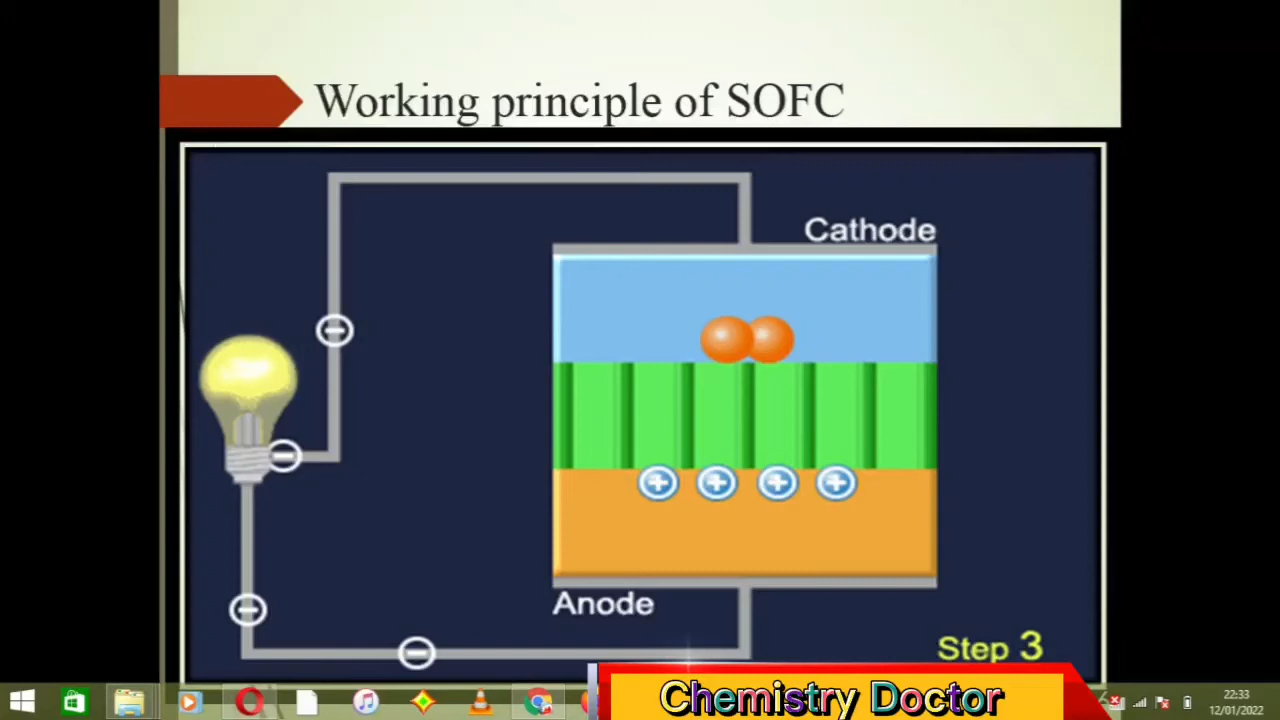 Working principle of SOFC
Cathode
Anode
Step 3
Chemistry Doctor
22:33
12/01/2022